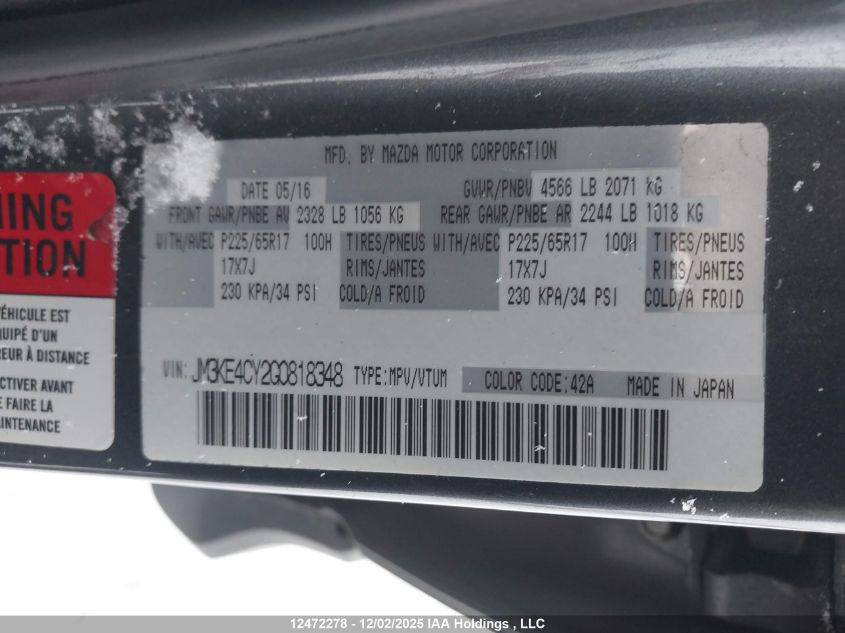 MFD. BY MAZDA MOTOR CORPORATION
DATE 05/16 GVWR/PNBV 4566 LB 2071 KG
FRONT GAWR/PNBE AV 2328 LB 1056 KG REAR GAWR/PNBE AR 2244 LB 1018 KG
WITH/AVEC P225/65R17 100H TIRES/PNEUS WITH/AVEC P225/65R17 100H TIRES/PNEUS
17X7J RIMS/JANTES 17X7J RIMS/JANTES
230 KPA/34 PSI COLD/A FROID 230 KPA/34 PSI COLD/A FROID
VIN: JM3KE4CY2G0818348 TYPE:MPV/VTUM COLOR CODE:42A MADE IN JAPAN
NING
TION
VÉHICULE EST
QUIPÉ D'UN
REUR À DISTANCE
CTIVER AVANT
E FAIRE LA
INTENANCE
12472278 - 12/02/2025 IAA Holdings , LLC